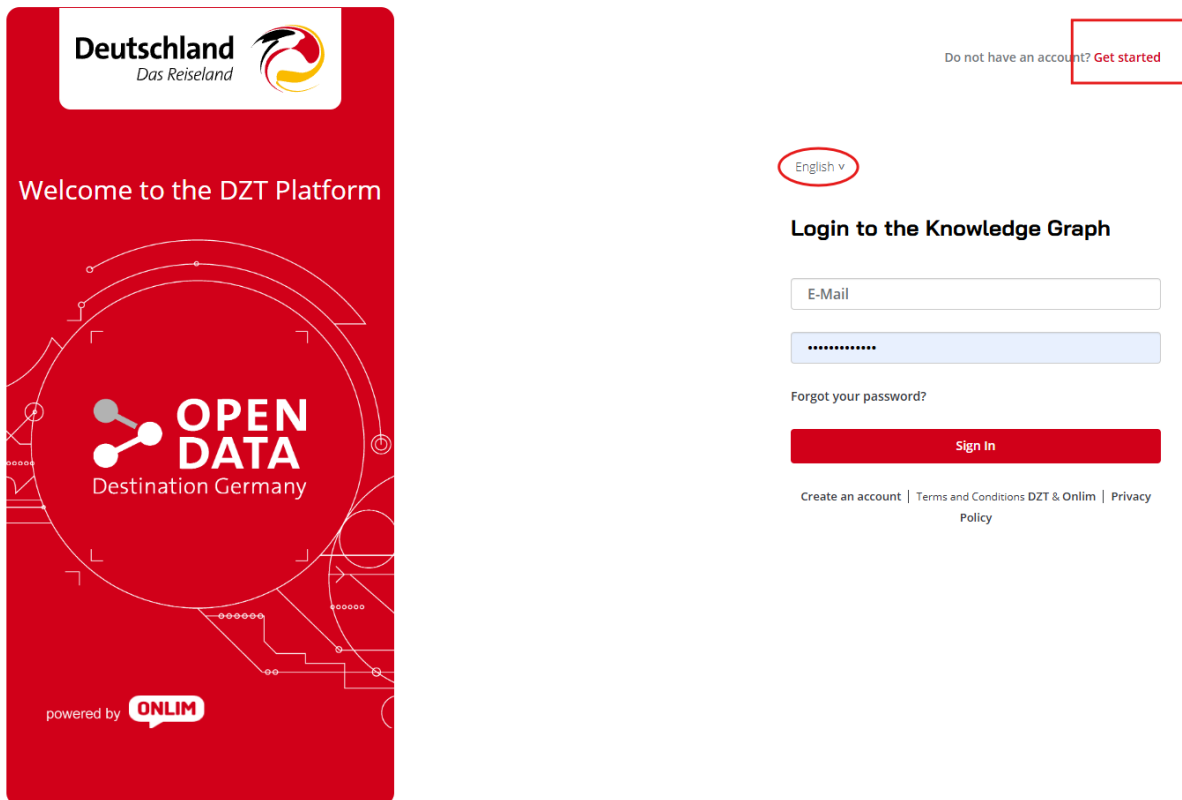 Deutschland
Das Reiseland
Welcome to the DZT Platform
OPEN
DATA
Destination Germany
powered by ONLIM
Do not have an account? Get started
English v
Login to the Knowledge Graph
E-Mail
•••••••••••••
Forgot your password?
Sign In
Create an account | Terms and Conditions DZT & Onlim | Privacy
Policy